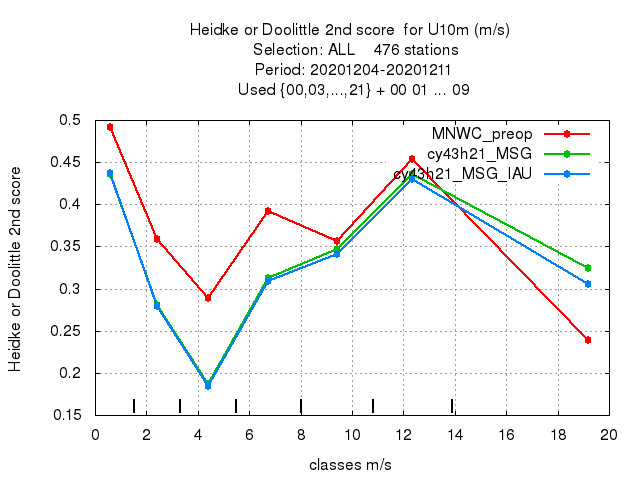 Heidke or Doolittle 2nd score  for U10m (m/s)
Selection: ALL    476 stations
Period: 20201204-20201211
Used {00,03,...,21} + 00 01 ... 09
MNWC_preop
cy43h21_MSG
cy43h21_MSG_IAU
Heidke or Doolittle 2nd score
0.5
0.45
0.4
0.35
0.3
0.25
0.2
0.15
0 2 4 6 8 10 12 14 16 18 20
classes m/s